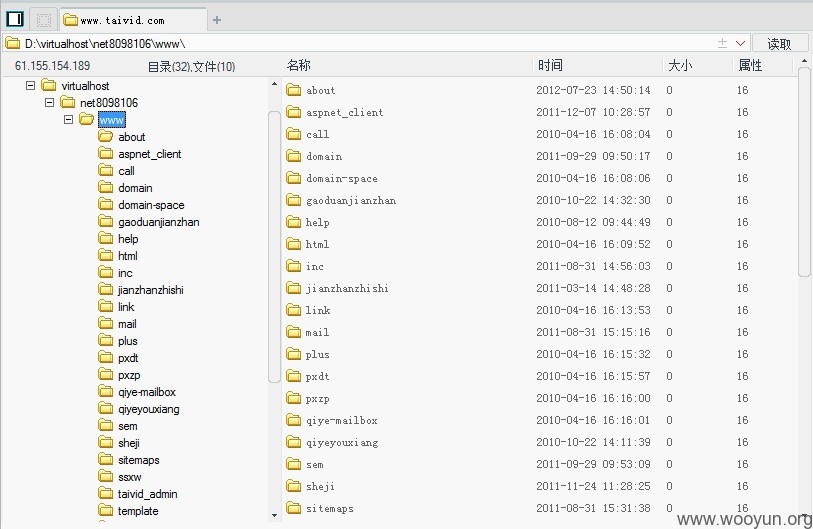 www.taivid.com
D:\virtualhost\net8098106\www\
读取
61.155.154.189 目录(32),文件(10)
名称 时间 大小 属性
virtualhost
net8098106
www
about
aspnet_client
call
domain
domain-space
gaoduanjianzhan
help
html
inc
jianzhanzhishi
link
mail
plus
pxdt
pxzp
qiye-mailbox
qiyeyouxiang
sem
sheji
sitemaps
ssxw
taivid_admin
template
about 2012-07-23 14:50:14 0 16
aspnet_client 2011-12-07 10:28:57 0 16
call 2010-04-16 16:08:04 0 16
domain 2011-09-29 09:50:17 0 16
domain-space 2010-04-16 16:08:06 0 16
gaoduanjianzhan 2010-10-22 14:32:30 0 16
help 2010-08-12 09:44:49 0 16
html 2010-04-16 16:09:52 0 16
inc 2011-08-31 14:56:03 0 16
jianzhanzhishi 2011-03-14 14:48:28 0 16
link 2010-04-16 16:13:53 0 16
mail 2011-08-31 15:15:16 0 16
plus 2010-04-16 16:15:32 0 16
pxdt 2010-04-16 16:15:57 0 16
pxzp 2010-04-16 16:16:00 0 16
qiye-mailbox 2010-04-16 16:16:01 0 16
qiyeyouxiang 2010-10-22 14:11:39 0 16
sem 2011-09-29 09:53:09 0 16
sheji 2011-11-24 11:28:25 0 16
sitemaps 2011-08-31 15:31:38 0 16
www.wooyun.org